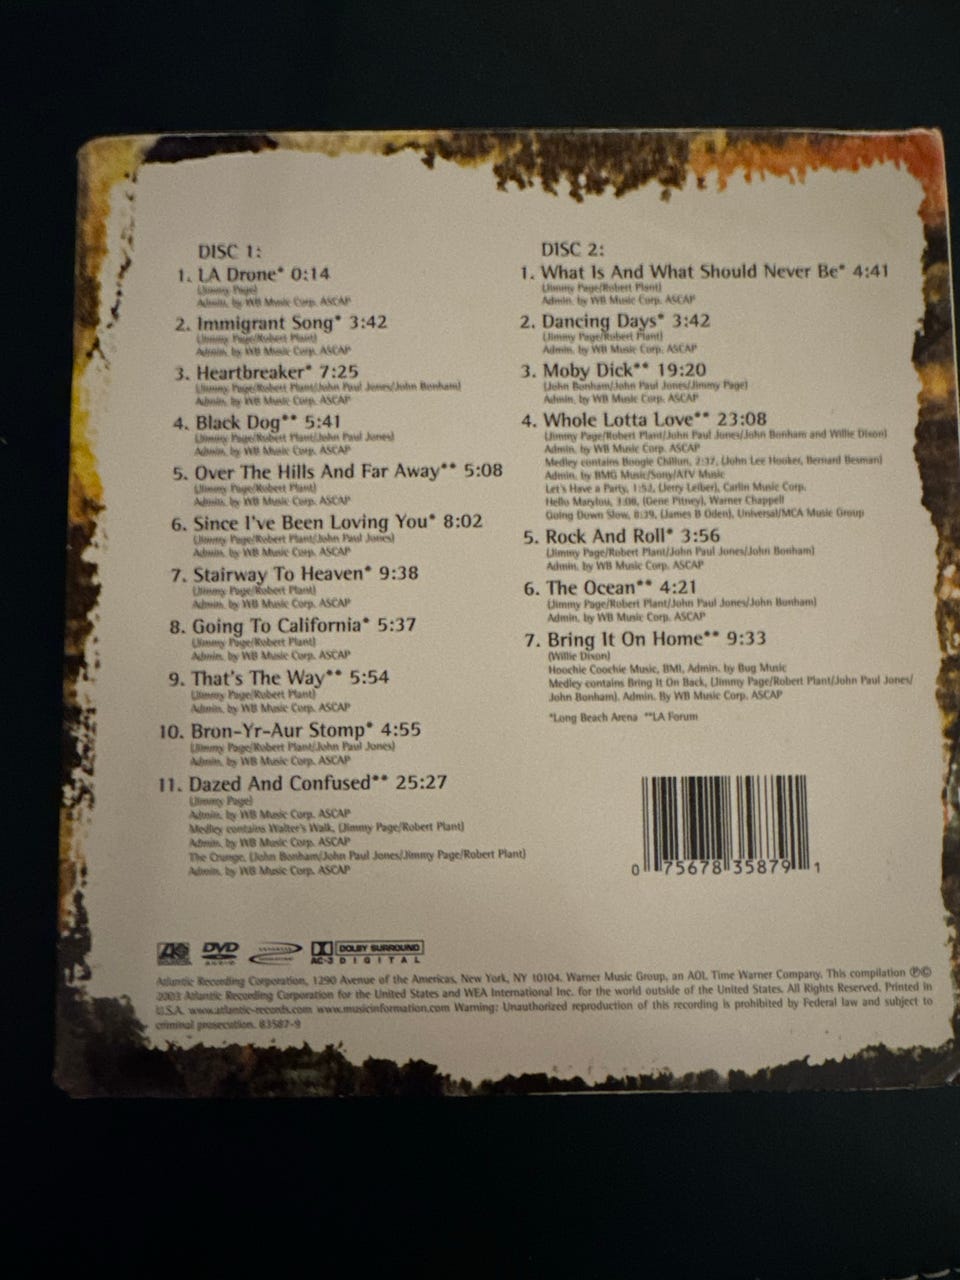 DISC 1:
1. LA Drone* 0:14
(Jimmy Page)
Admin. by WB Music Corp. ASCAP
2. Immigrant Song* 3:42
(Jimmy Page/Robert Plant)
Admin. by WB Music Corp. ASCAP
3. Heartbreaker* 7:25
(Jimmy Page/Robert Plant/John Paul Jones/John Bonham)
Admin. by WB Music Corp. ASCAP
4. Black Dog** 5:41
(Jimmy Page/Robert Plant/John Paul Jones)
Admin. by WB Music Corp. ASCAP
5. Over The Hills And Far Away** 5:08
(Jimmy Page/Robert Plant)
Admin. by WB Music Corp. ASCAP
6. Since I've Been Loving You* 8:02
(Jimmy Page/Robert Plant/John Paul Jones)
Admin. by WB Music Corp. ASCAP
7. Stairway To Heaven* 9:38
(Jimmy Page/Robert Plant)
Admin. by WB Music Corp. ASCAP
8. Going To California* 5:37
(Jimmy Page/Robert Plant)
Admin. by WB Music Corp. ASCAP
9. That's The Way** 5:54
(Jimmy Page/Robert Plant)
Admin. by WB Music Corp. ASCAP
10. Bron-Yr-Aur Stomp* 4:55
(Jimmy Page/Robert Plant/John Paul Jones)
Admin. by WB Music Corp. ASCAP
11. Dazed And Confused** 25:27
(Jimmy Page)
Admin. by WB Music Corp. ASCAP
Medley contains Walter's Walk, (Jimmy Page/Robert Plant)
Admin. by WB Music Corp. ASCAP
The Crunge, (John Bonham/John Paul Jones/Jimmy Page/Robert Plant)
Admin. by WB Music Corp. ASCAP
DISC 2:
1. What Is And What Should Never Be* 4:41
(Jimmy Page/Robert Plant)
Admin. by WB Music Corp. ASCAP
2. Dancing Days* 3:42
(Jimmy Page/Robert Plant)
Admin. by WB Music Corp. ASCAP
3. Moby Dick** 19:20
(John Bonham/John Paul Jones/Jimmy Page)
Admin. by WB Music Corp. ASCAP
4. Whole Lotta Love** 23:08
(Jimmy Page/Robert Plant/John Paul Jones/John Bonham and Willie Dixon)
Admin. by WB Music Corp. ASCAP
Medley contains Boogie Chillun, 2:37, (John Lee Hooker, Bernard Besman)
Admin. by BMG Music/Sony/ATV Music
Let's Have a Party, 1:52, (Jerry Leiber), Carlin Music Corp.
Hello Marylou, 3:08, (Gene Pitney), Warner Chappell
Going Down Slow, 8:39, (James B Oden), Universal/MCA Music Group
5. Rock And Roll* 3:56
(Jimmy Page/Robert Plant/John Paul Jones/John Bonham)
Admin. by WB Music Corp. ASCAP
6. The Ocean** 4:21
(Jimmy Page/Robert Plant/John Paul Jones/John Bonham)
Admin. by WB Music Corp. ASCAP
7. Bring It On Home** 9:33
(Willie Dixon)
Hoochie Coochie Music, BMI, Admin. by Bug Music
Medley contains Bring It On Back, (Jimmy Page/Robert Plant/John Paul Jones/
John Bonham). Admin. By WB Music Corp. ASCAP
*Long Beach Arena **LA Forum
0 75678 35879 1
DVD AUDIO
AC-3 DOLBY SURROUND DIGITAL
Atlantic Recording Corporation, 1290 Avenue of the Americas, New York, NY 10104. Warner Music Group, an AOL Time Warner Company. This compilation ℗©
2003 Atlantic Recording Corporation for the United States and WEA International Inc. for the world outside of the United States. All Rights Reserved. Printed in
U.S.A. www.atlantic-records.com www.musicinformation.com Warning: Unauthorized reproduction of this recording is prohibited by Federal law and subject to
criminal prosecution. 83587-9